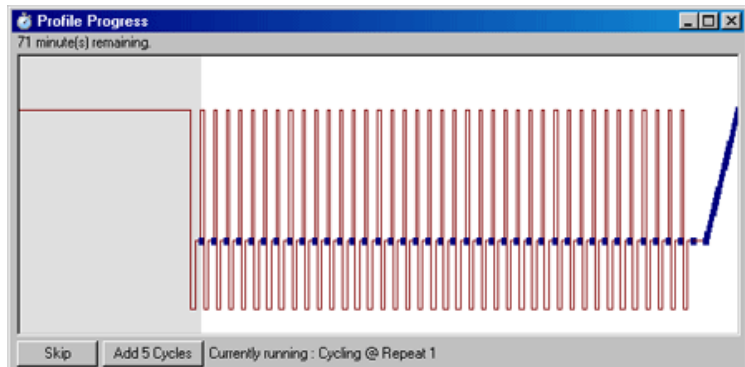 Profile Progress
71 minute(s) remaining.
Skip
Add 5 Cycles
Currently running : Cycling @ Repeat 1